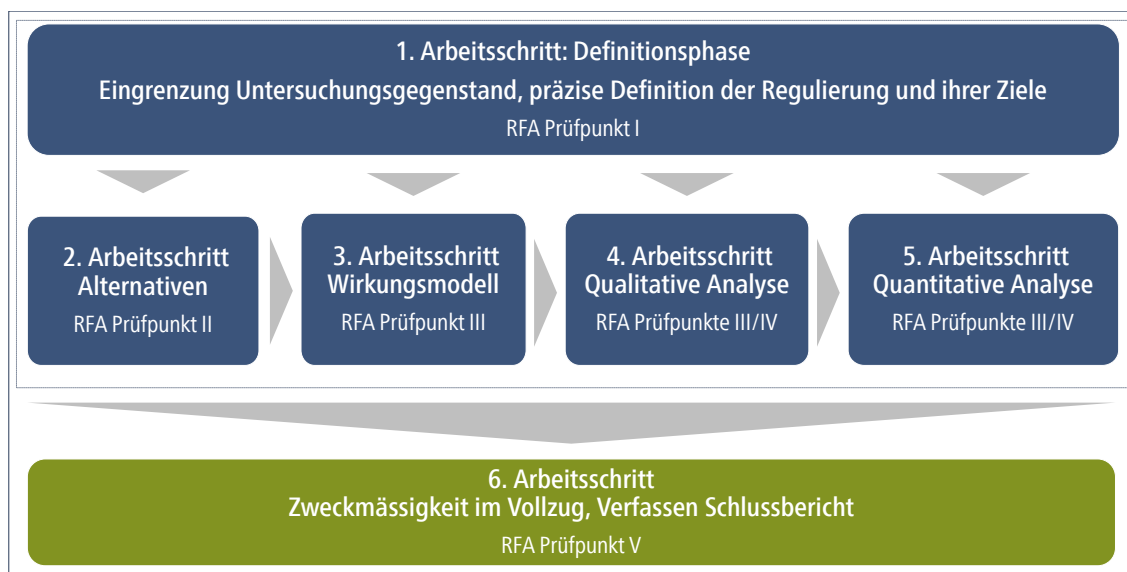 1. Arbeitsschritt: Definitionsphase
Eingrenzung Untersuchungsgegenstand, präzise Definition der Regulierung und ihrer Ziele
RFA Prüfpunkt I
2. Arbeitsschritt
Alternativen
RFA Prüfpunkt II
3. Arbeitsschritt
Wirkungsmodell
RFA Prüfpunkt III
4. Arbeitsschritt
Qualitative Analyse
RFA Prüfpunkte III/IV
5. Arbeitsschritt
Quantitative Analyse
RFA Prüfpunkte III/IV
6. Arbeitsschritt
Zweckmässigkeit im Vollzug, Verfassen Schlussbericht
RFA Prüfpunkt V